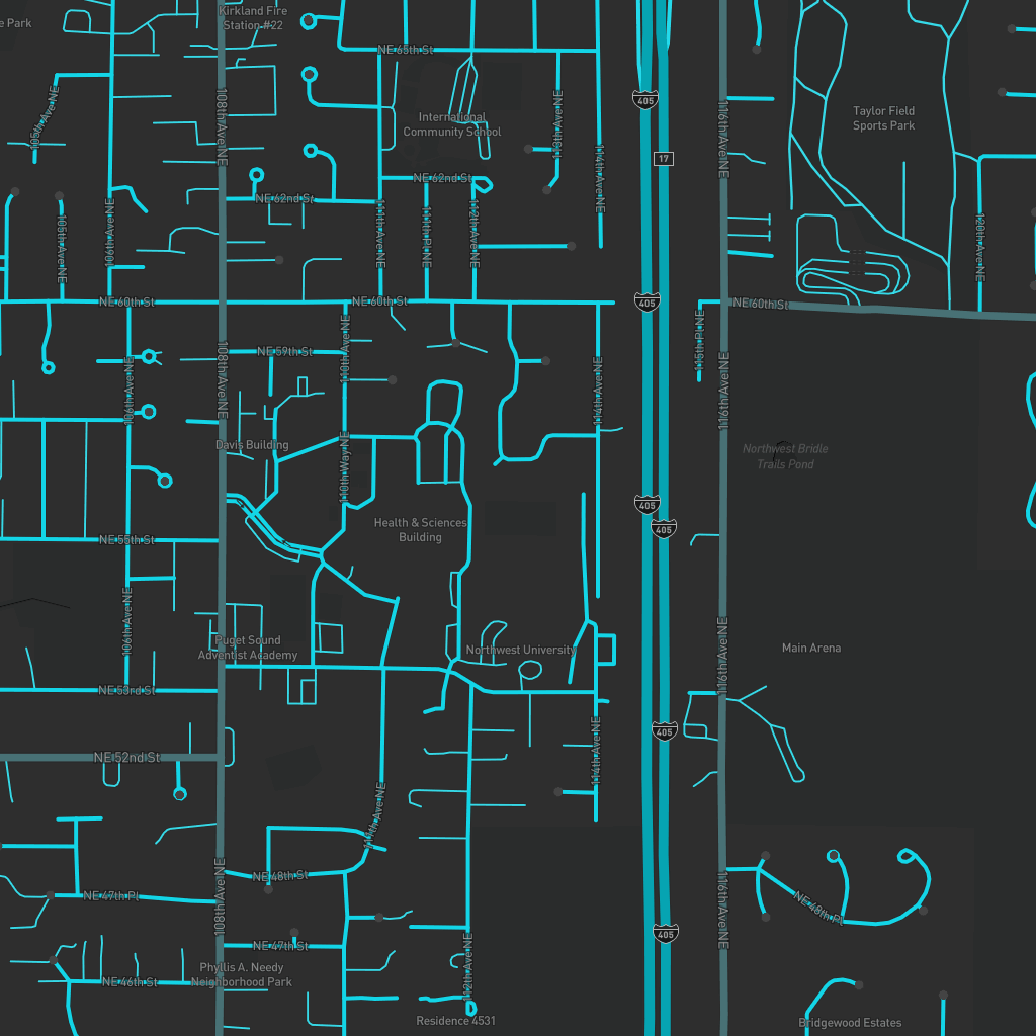 Kirkland Fire
Station #22
e Park
NE 65th St
105th Ave NE
108th Ave NE
International
Community School
113th Ave NE
114th Ave NE
405
116th Ave NE
Taylor Field
Sports Park
17
NE 62nd St
NE 62nd St
105th Ave NE
106th Ave NE
111th Ave NE
111th Pl NE
112th Ave NE
120th Ave NE
NE 60th St
NE 60th St
405
NE 60th St
115th Pl NE
NE 59th St
110th Ave NE
106th Ave NE
108th Ave NE
114th Ave NE
116th Ave NE
Davis Building
110th Way NE
Northwest Bridle
Trails Pond
405
405
Health & Sciences
Building
NE 55th St
106th Ave NE
Puget Sound
Adventist Academy
Northwest University
116th Ave NE
Main Arena
NE 53rd St
405
114th Ave NE
NE 52nd St
111th Ave NE
NE 48th St
NE 47th Pl
108th Ave NE
116th Ave NE
NE 48th Pl
405
NE 47th St
112th Ave NE
Phyllis A. Needy
Neighborhood Park
NE 46th St
Residence 4531
Bridgewood Estates